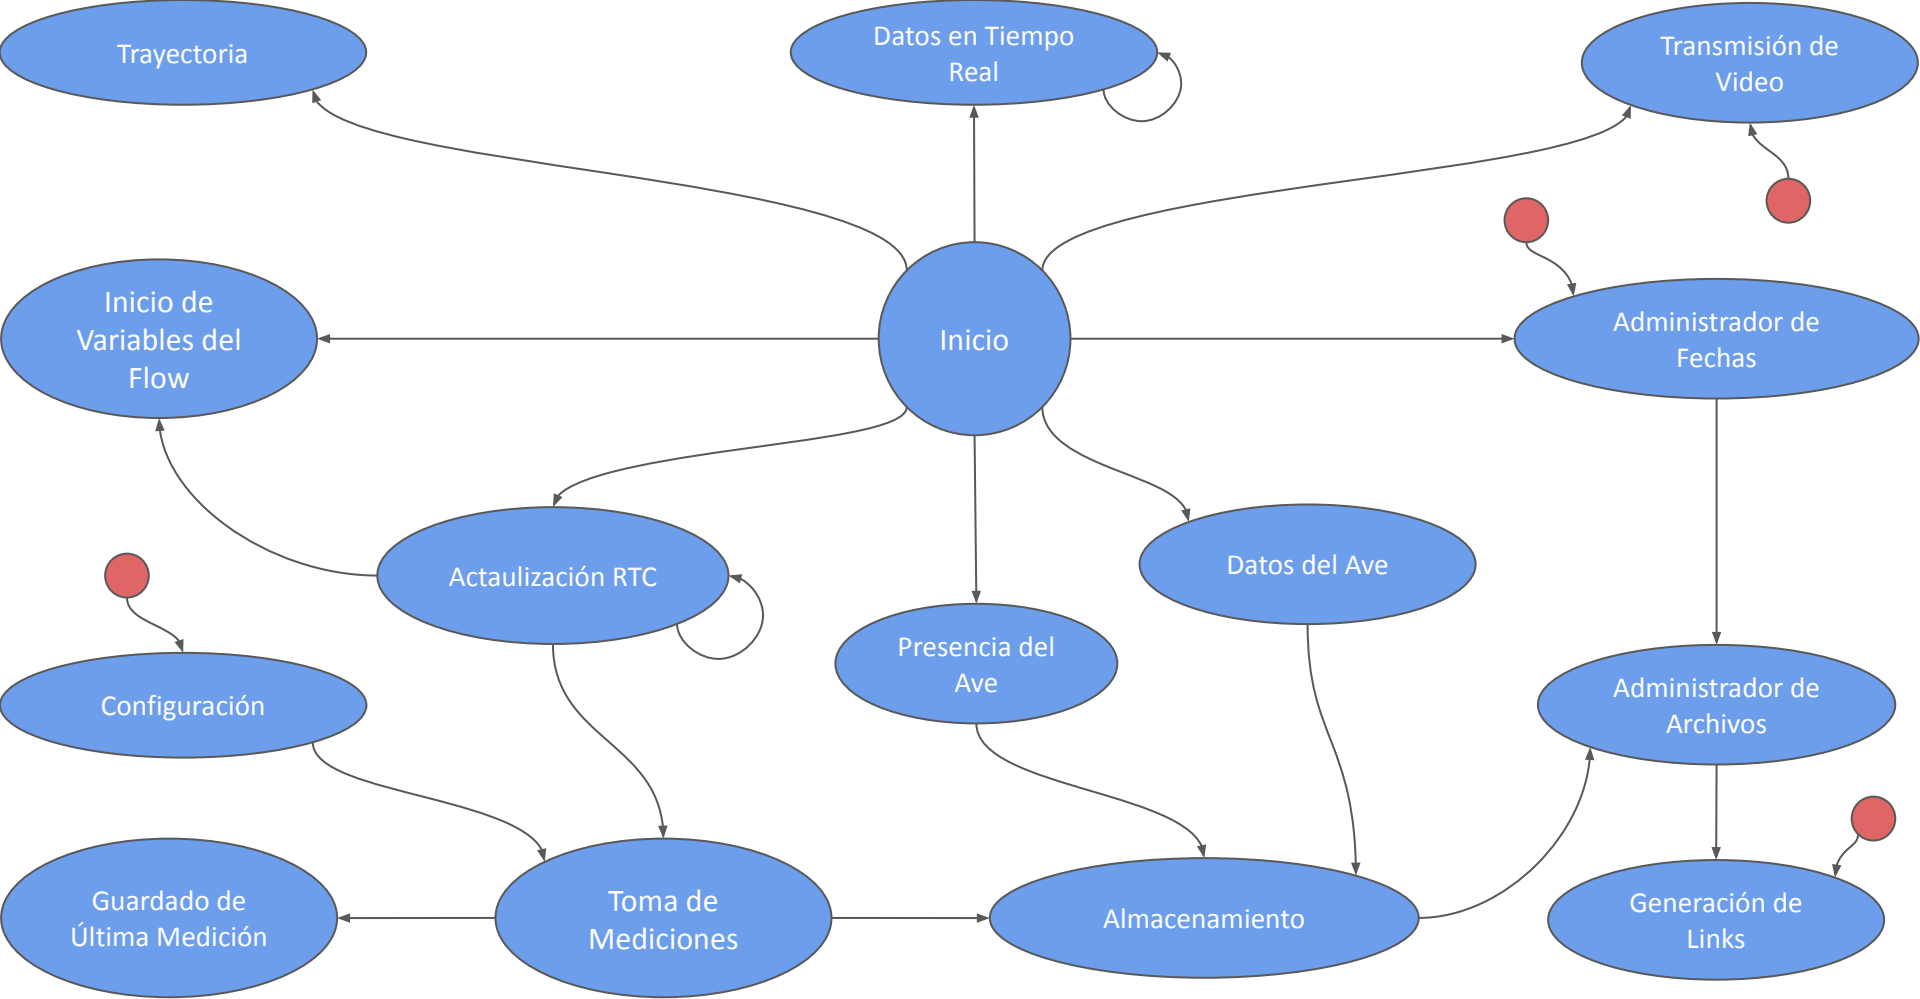 Trayectoria
Datos en Tiempo
Real
Transmisión de
Video
Inicio de
Variables del
Flow
Inicio
Administrador de
Fechas
Actaulización RTC
Datos del Ave
Presencia del
Ave
Configuración
Administrador de
Archivos
Guardado de
Última Medición
Toma de
Mediciones
Almacenamiento
Generación de
Links